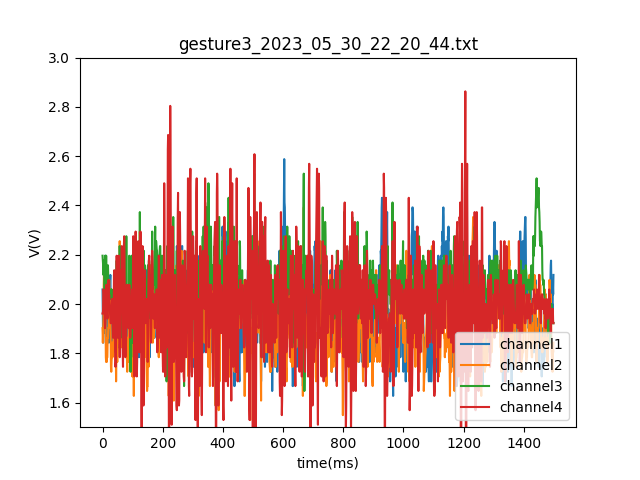 gesture3_2023_05_30_22_20_44.txt
3.0
2.8
2.6
2.4
2.2
2.0
1.8
1.6
V(V)
channel1
channel2
channel3
channel4
0 200 400 600 800 1000 1200 1400
time(ms)